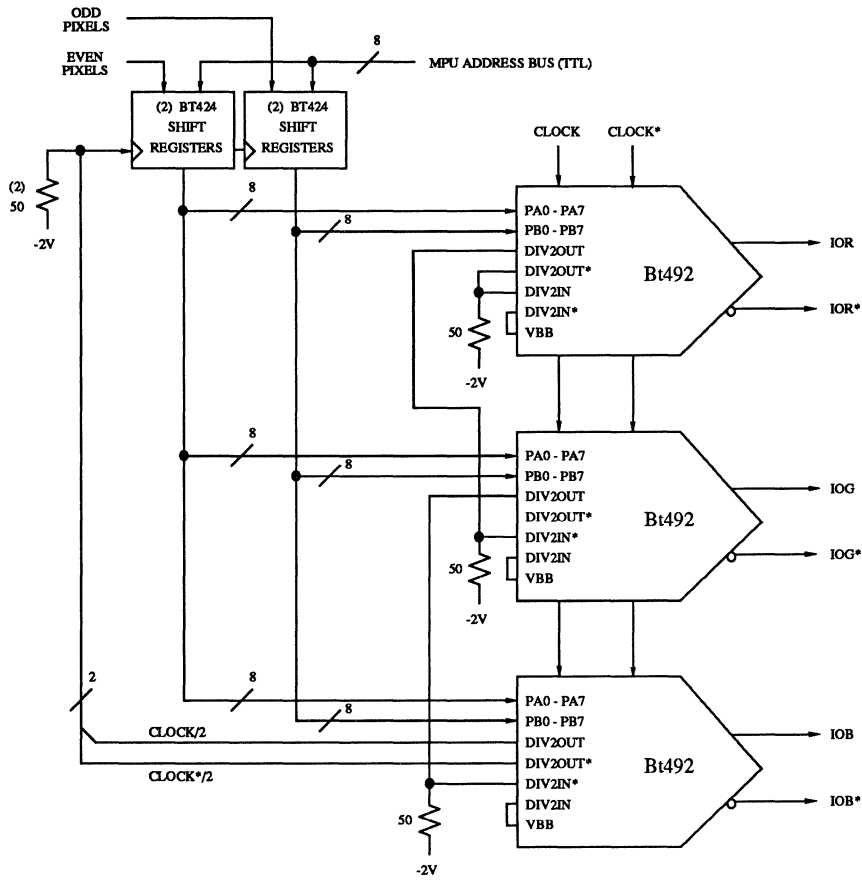 ODD
PIXELS
EVEN
PIXELS
8
MPU ADDRESS BUS (TTL)
(2) BT424
SHIFT
REGISTERS
(2) BT424
SHIFT
REGISTERS
(2)
50
-2V
CLOCK
CLOCK*
8
8
PA0 - PA7
PB0 - PB7
DIV2OUT
DIV2OUT*
DIV2IN
DIV2IN*
VBB
Bt492
IOR
IOR*
50
-2V
8
8
PA0 - PA7
PB0 - PB7
DIV2OUT
DIV2OUT*
DIV2IN*
DIV2IN
VBB
Bt492
IOG
IOG*
50
-2V
2
8
8
CLOCK/2
CLOCK*/2
PA0 - PA7
PB0 - PB7
DIV2OUT
DIV2OUT*
DIV2IN*
DIV2IN
VBB
Bt492
IOB
IOB*
50
-2V